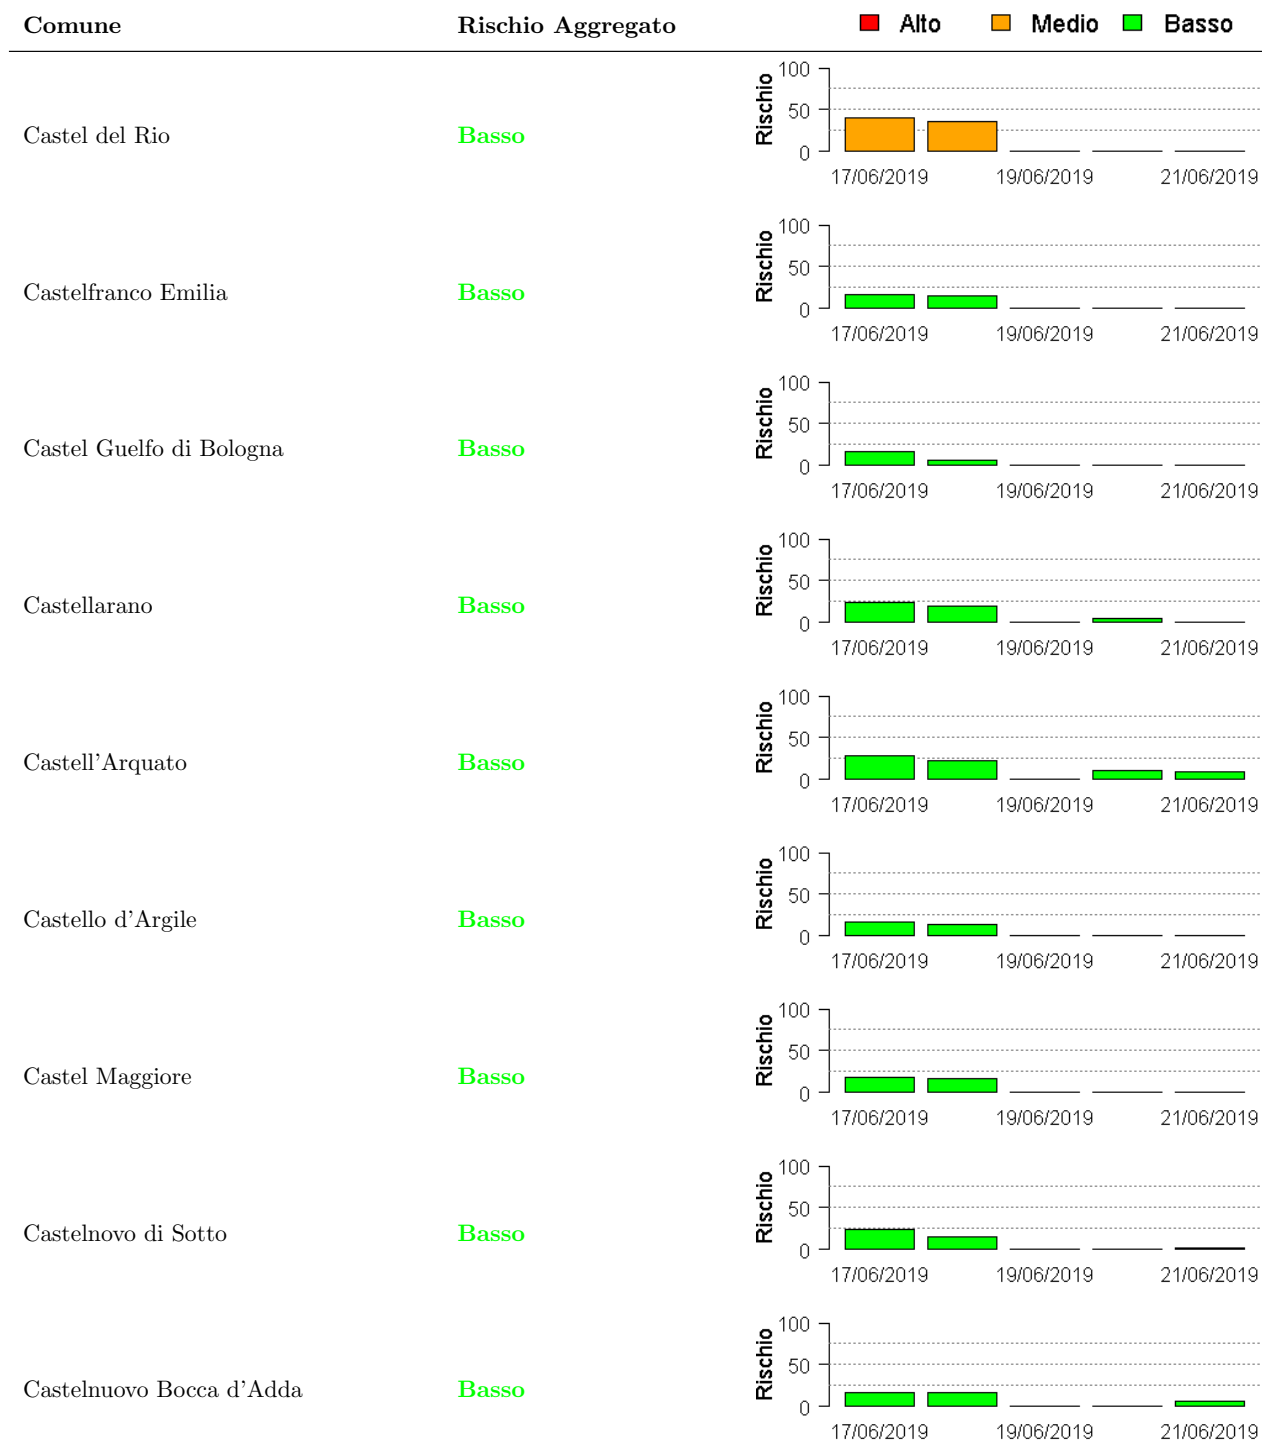 Comune Rischio Aggregato Alto Medio Basso
Castel del Rio Basso Rischio 100 50 0
17/06/2019 19/06/2019 21/06/2019
Castelfranco Emilia Basso Rischio 100 50 0
17/06/2019 19/06/2019 21/06/2019
Castel Guelfo di Bologna Basso Rischio 100 50 0
17/06/2019 19/06/2019 21/06/2019
Castellarano Basso Rischio 100 50 0
17/06/2019 19/06/2019 21/06/2019
Castell'Arquato Basso Rischio 100 50 0
17/06/2019 19/06/2019 21/06/2019
Castello d'Argile Basso Rischio 100 50 0
17/06/2019 19/06/2019 21/06/2019
Castel Maggiore Basso Rischio 100 50 0
17/06/2019 19/06/2019 21/06/2019
Castelnovo di Sotto Basso Rischio 100 50 0
17/06/2019 19/06/2019 21/06/2019
Castelnuovo Bocca d'Adda Basso Rischio 100 50 0
17/06/2019 19/06/2019 21/06/2019